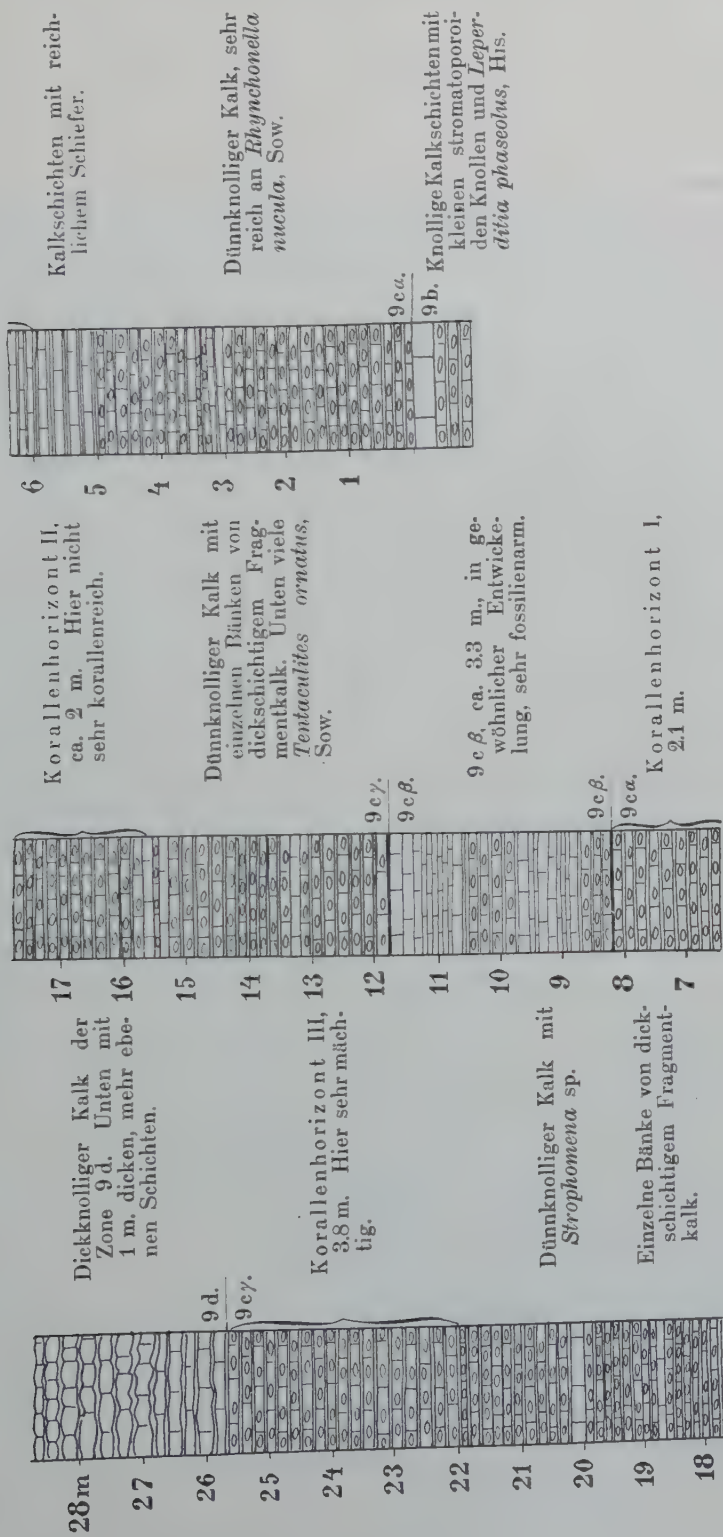 28m
27
26
25
24
23
22
21
20
19
18
9 d.
9 c γ.
Dickknolliger Kalk der
Zone 9 d. Unten mit
1 m. dicken, mehr ebe-
nen Schichten.
Korallenhorizont III,
3.8 m. Hier sehr mäch-
tig.
Dünnknolliger Kalk mit
Strophomena sp.
Einzelne Bänke von dick-
schichtigem Fragment-
kalk.
17
16
15
14
13
12
11
10
9
8
7
9 c γ.
9 c β.
9 c β.
9 c α.
Korallenhorizont II,
ca. 2 m. Hier nicht
sehr korallenreich.
Dünnknolliger Kalk mit
einzelnen Bänken von
dickschichtigem Frag-
mentkalk. Unten viele
Tentaculites ornatus,
Sow.
9 c β, ca. 3.3 m., in ge-
wöhnlicher Entwicke-
lung, sehr fossilienarm.
Korallenhorizont I,
2.1 m.
6
5
4
3
2
1
9 c α.
9 b.
Kalkschichten mit reich-
lichem Schiefer.
Dünnknolliger Kalk, sehr
reich an Rhynchonella
nucula, Sow.
Knollige Kalkschichten mit
kleinen stromatoporoi-
den Knollen und Leper-
ditia phaseolus, His.